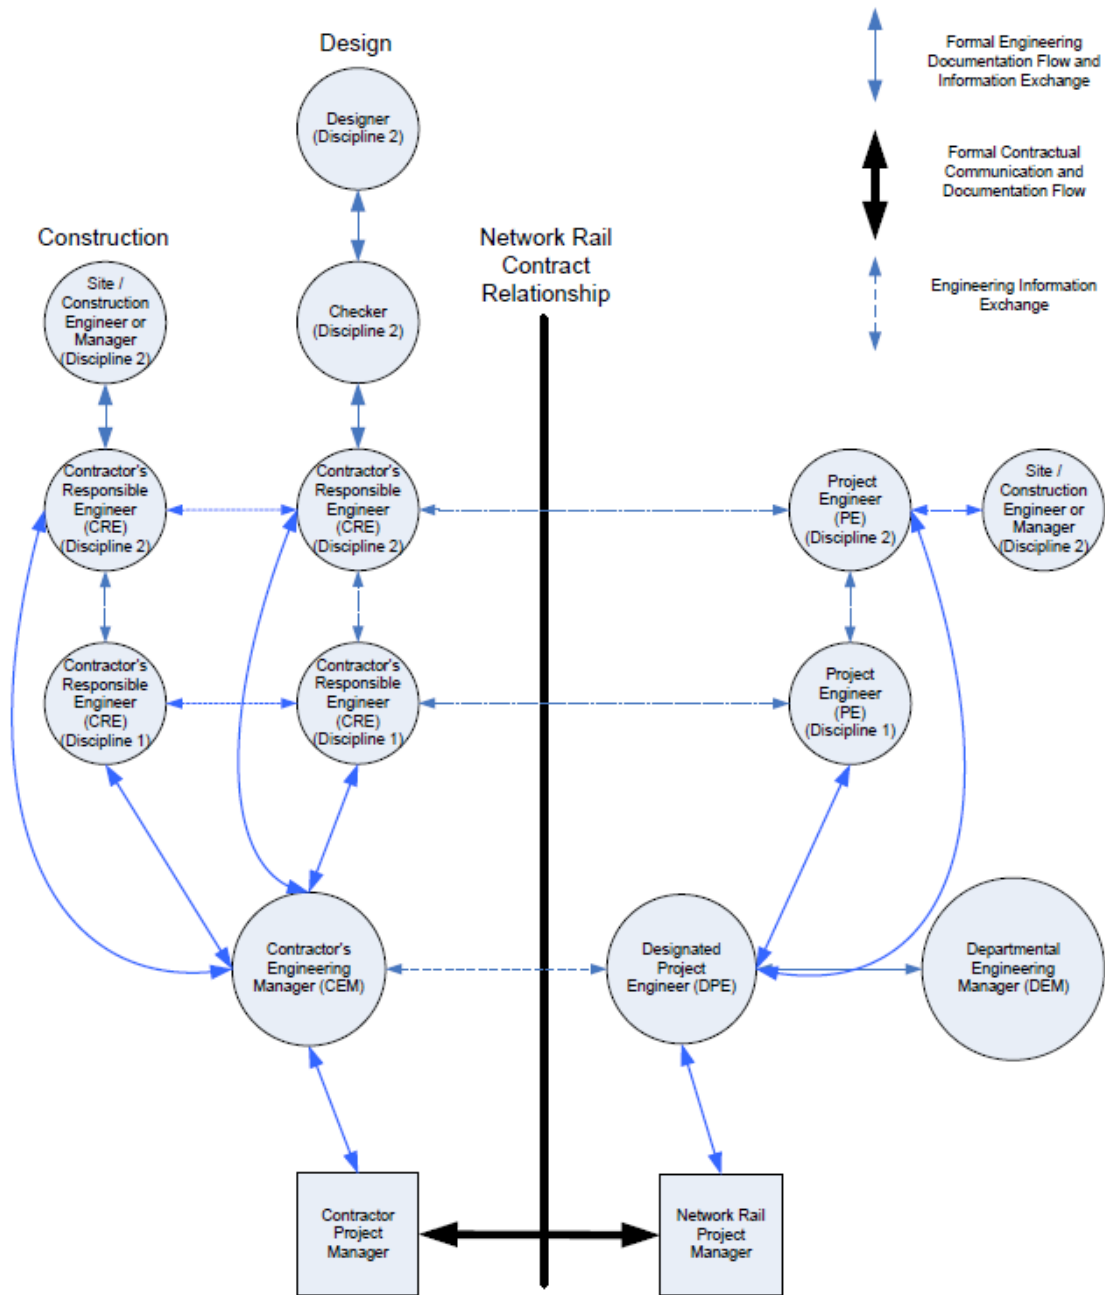 Design
Formal Engineering
Documentation Flow and
Information Exchange
Designer
(Discipline 2)
Formal Contractual
Communication and
Documentation Flow
Construction
Network Rail
Contract
Relationship
Site /
Construction
Engineer or
Manager
(Discipline 2)
Checker
(Discipline 2)
Engineering Information
Exchange
Contractor's
Responsible
Engineer
(CRE)
(Discipline 2)
Contractor's
Responsible
Engineer
(CRE)
(Discipline 2)
Project
Engineer
(PE)
(Discipline 2)
Site /
Construction
Engineer or
Manager
(Discipline 2)
Contractor's
Responsible
Engineer
(CRE)
(Discipline 1)
Contractor's
Responsible
Engineer
(CRE)
(Discipline 1)
Project
Engineer
(PE)
(Discipline 1)
Contractor's
Engineering
Manager (CEM)
Designated
Project
Engineer (DPE)
Departmental
Engineering
Manager (DEM)
Contractor
Project
Manager
Network Rail
Project
Manager